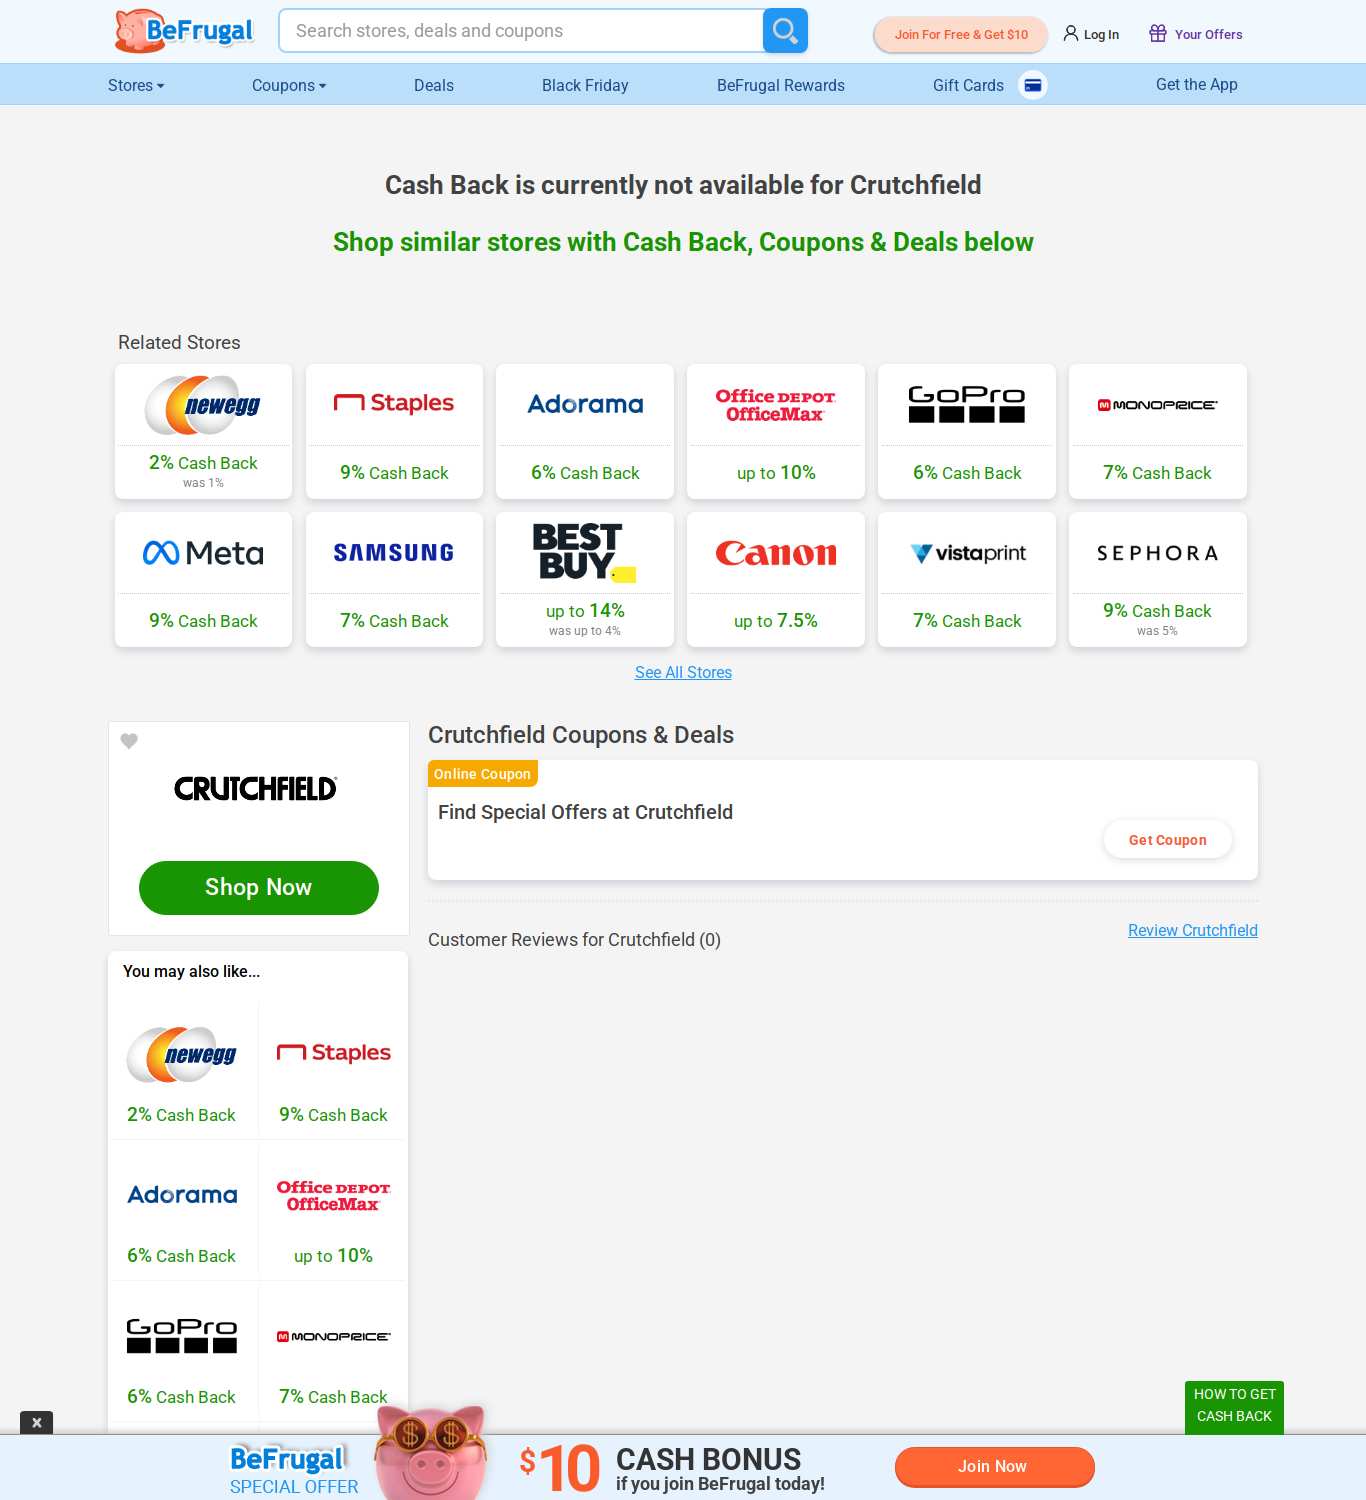 BeFrugal
Search stores, deals and coupons
Join For Free & Get $10
Log In
Your Offers
Stores
Coupons
Deals
Black Friday
BeFrugal Rewards
Gift Cards
Get the App
Cash Back is currently not available for Crutchfield
Shop similar stores with Cash Back, Coupons & Deals below
Related Stores
newegg
Staples
Adorama
Office DEPOT
OfficeMax
GoPro
MONOPRICE
2% Cash Back
was 1%
9% Cash Back
6% Cash Back
up to 10%
6% Cash Back
7% Cash Back
Meta
SAMSUNG
BEST
BUY
Canon
vistaprint
SEPHORA
9% Cash Back
7% Cash Back
up to 14%
was up to 4%
up to 7.5%
7% Cash Back
9% Cash Back
was 5%
See All Stores
CRUTCHFIELD
Shop Now
Crutchfield Coupons & Deals
Online Coupon
Find Special Offers at Crutchfield
Get Coupon
Customer Reviews for Crutchfield (0)
Review Crutchfield
You may also like...
newegg
Staples
2% Cash Back
9% Cash Back
Adorama
Office DEPOT
OfficeMax
6% Cash Back
up to 10%
GoPro
MONOPRICE
6% Cash Back
7% Cash Back
HOW TO GET
CASH BACK
x
BeFrugal
SPECIAL OFFER
$10
CASH BONUS
if you join BeFrugal today!
Join Now